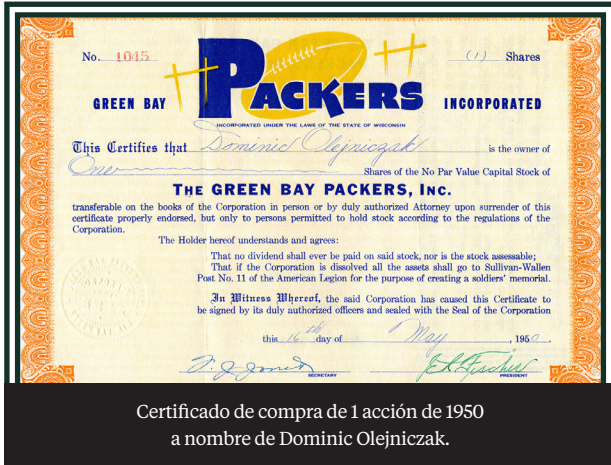 No. 1045
(1) Shares
PACKERS
GREEN BAY
INCORPORATED
INCORPORATED UNDER THE LAWS OF THE STATE OF WISCONSIN
This Certifies that Dominic Olejniczak is the owner of
One Shares of the No Par Value Capital Stock of
THE GREEN BAY PACKERS, INC.
transferable on the books of the Corporation in person or by duly authorized Attorney upon surrender of this
certificate properly endorsed, but only to persons permitted to hold stock according to the regulations of the
Corporation.
The Holder hereof understands and agrees:
That no dividend shall ever be paid on said stock, nor is the stock assessable;
That if the Corporation is dissolved all the assets shall go to Sullivan-Wallen
Post No. 11 of the American Legion for the purpose of creating a soldiers' memorial.
In Witness Whereof, the said Corporation has caused this Certificate to
be signed by its duly authorized officers and sealed with the Seal of the Corporation
this 16th day of May, 1950.
SECRETARY
PRESIDENT
Certificado de compra de 1 acción de 1950
a nombre de Dominic Olejniczak.